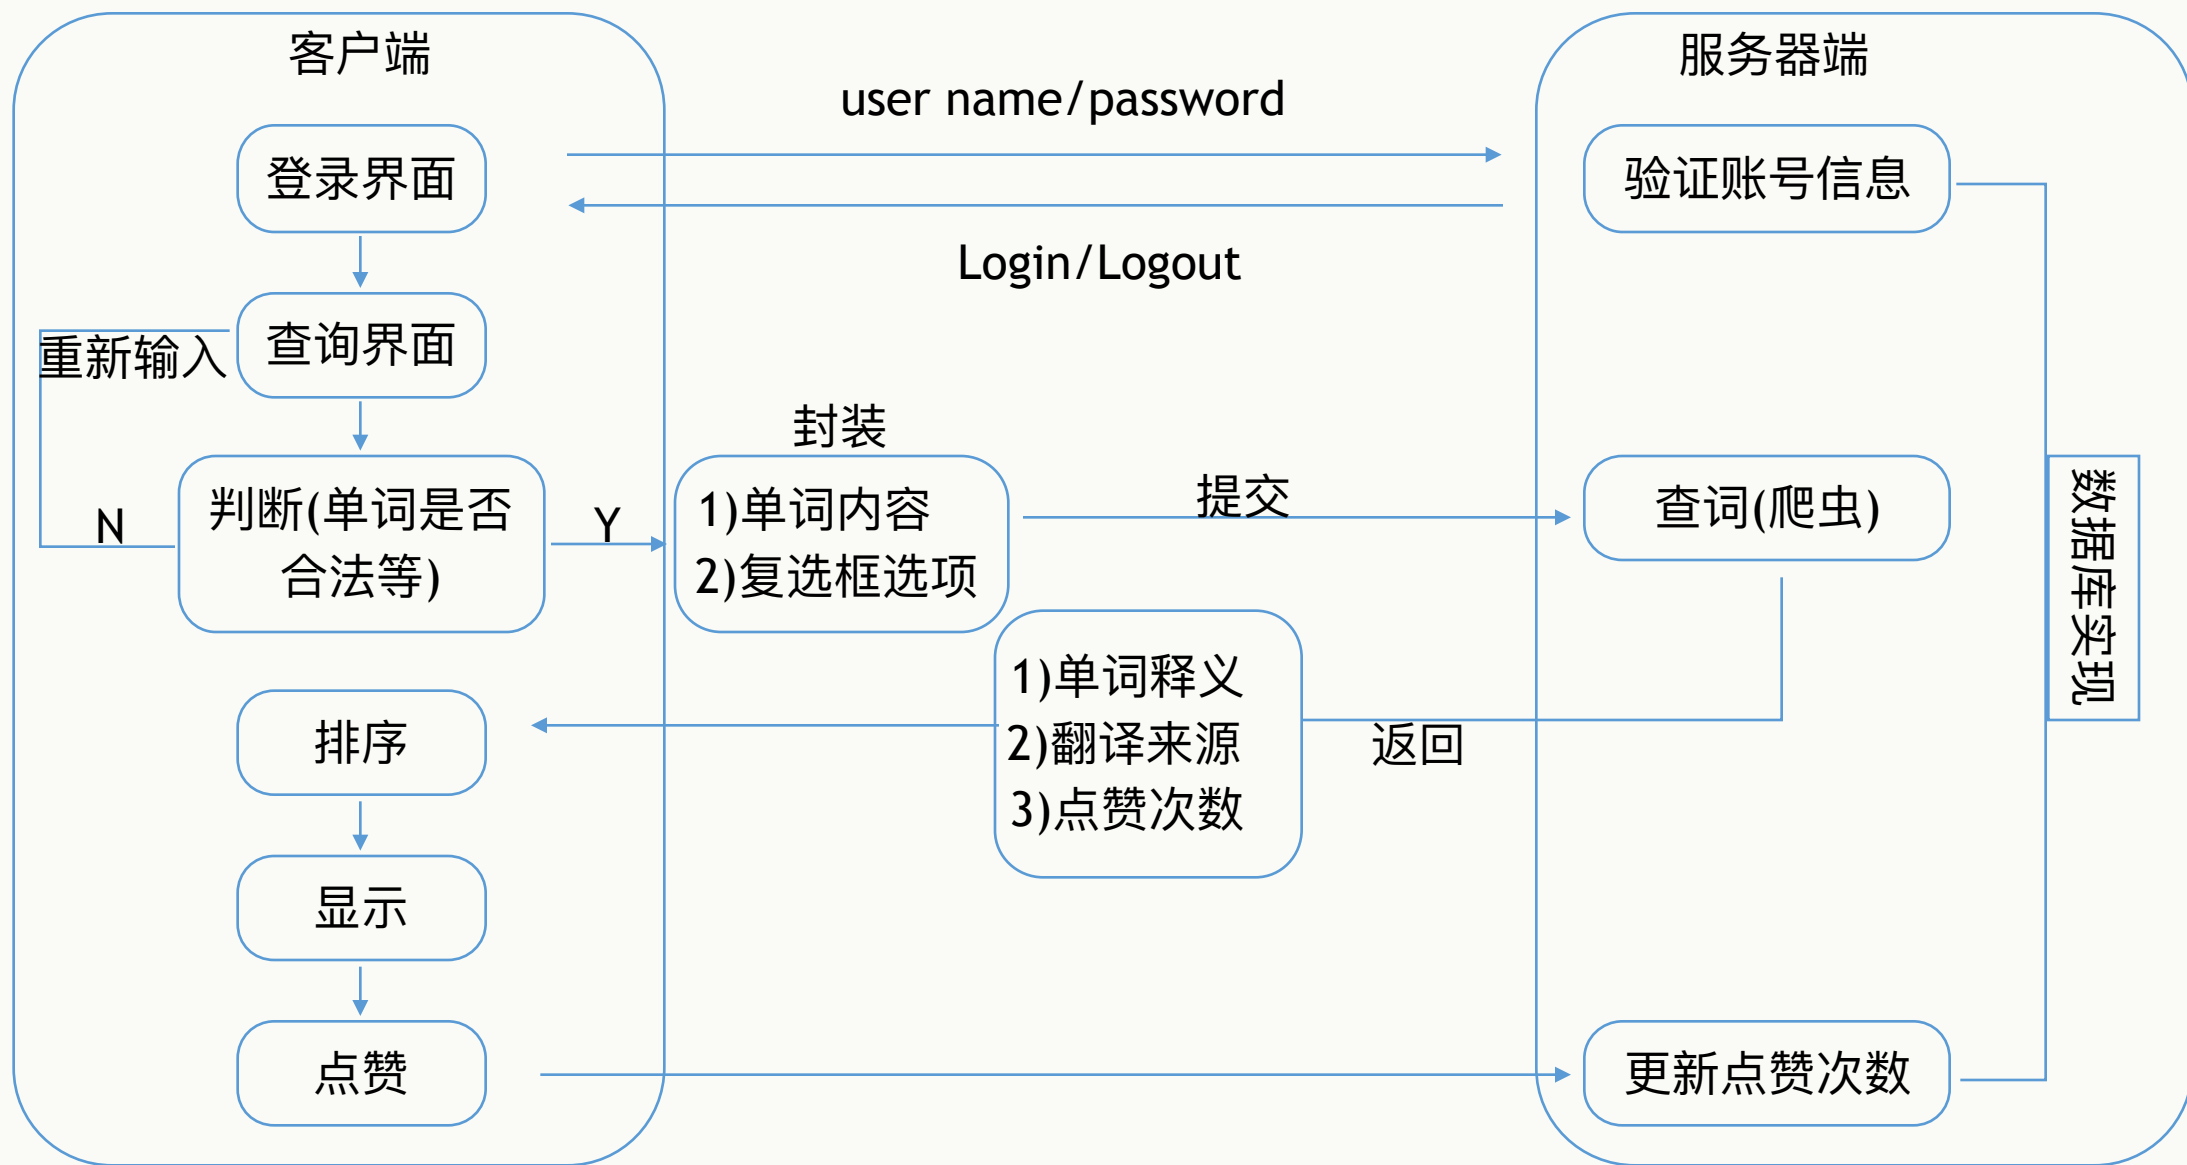 客户端
服务器端
user name/password
登录界面
验证账号信息
Login/Logout
查询界面
重新输入
封装
判断(单词是否
合法等)
N
Y
1)单词内容
2)复选框选项
提交
查词(爬虫)
数据库实现
1)单词释义
2)翻译来源
3)点赞次数
返回
排序
显示
点赞
更新点赞次数